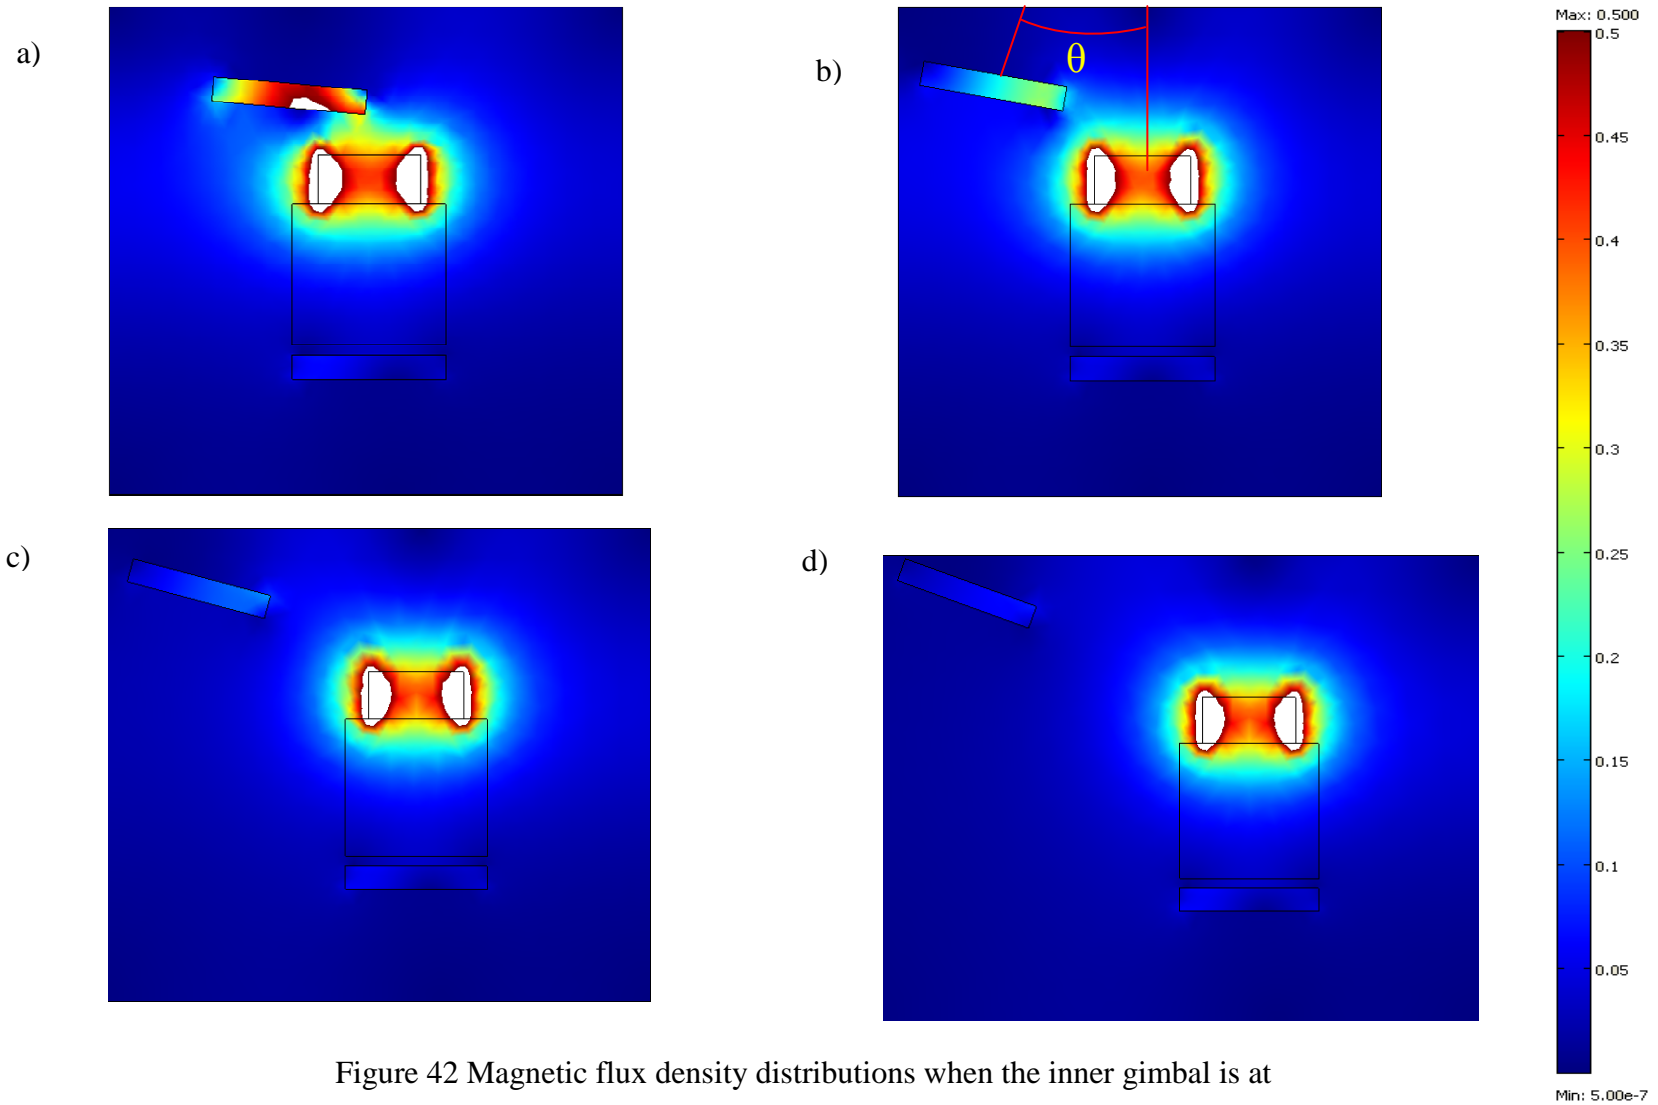 a)
b)
θ
c)
d)
Max: 0.500
0.5
0.45
0.4
0.35
0.3
0.25
0.2
0.15
0.1
0.05
Min: 5.00e-7
Figure 42 Magnetic flux density distributions when the inner gimbal is at